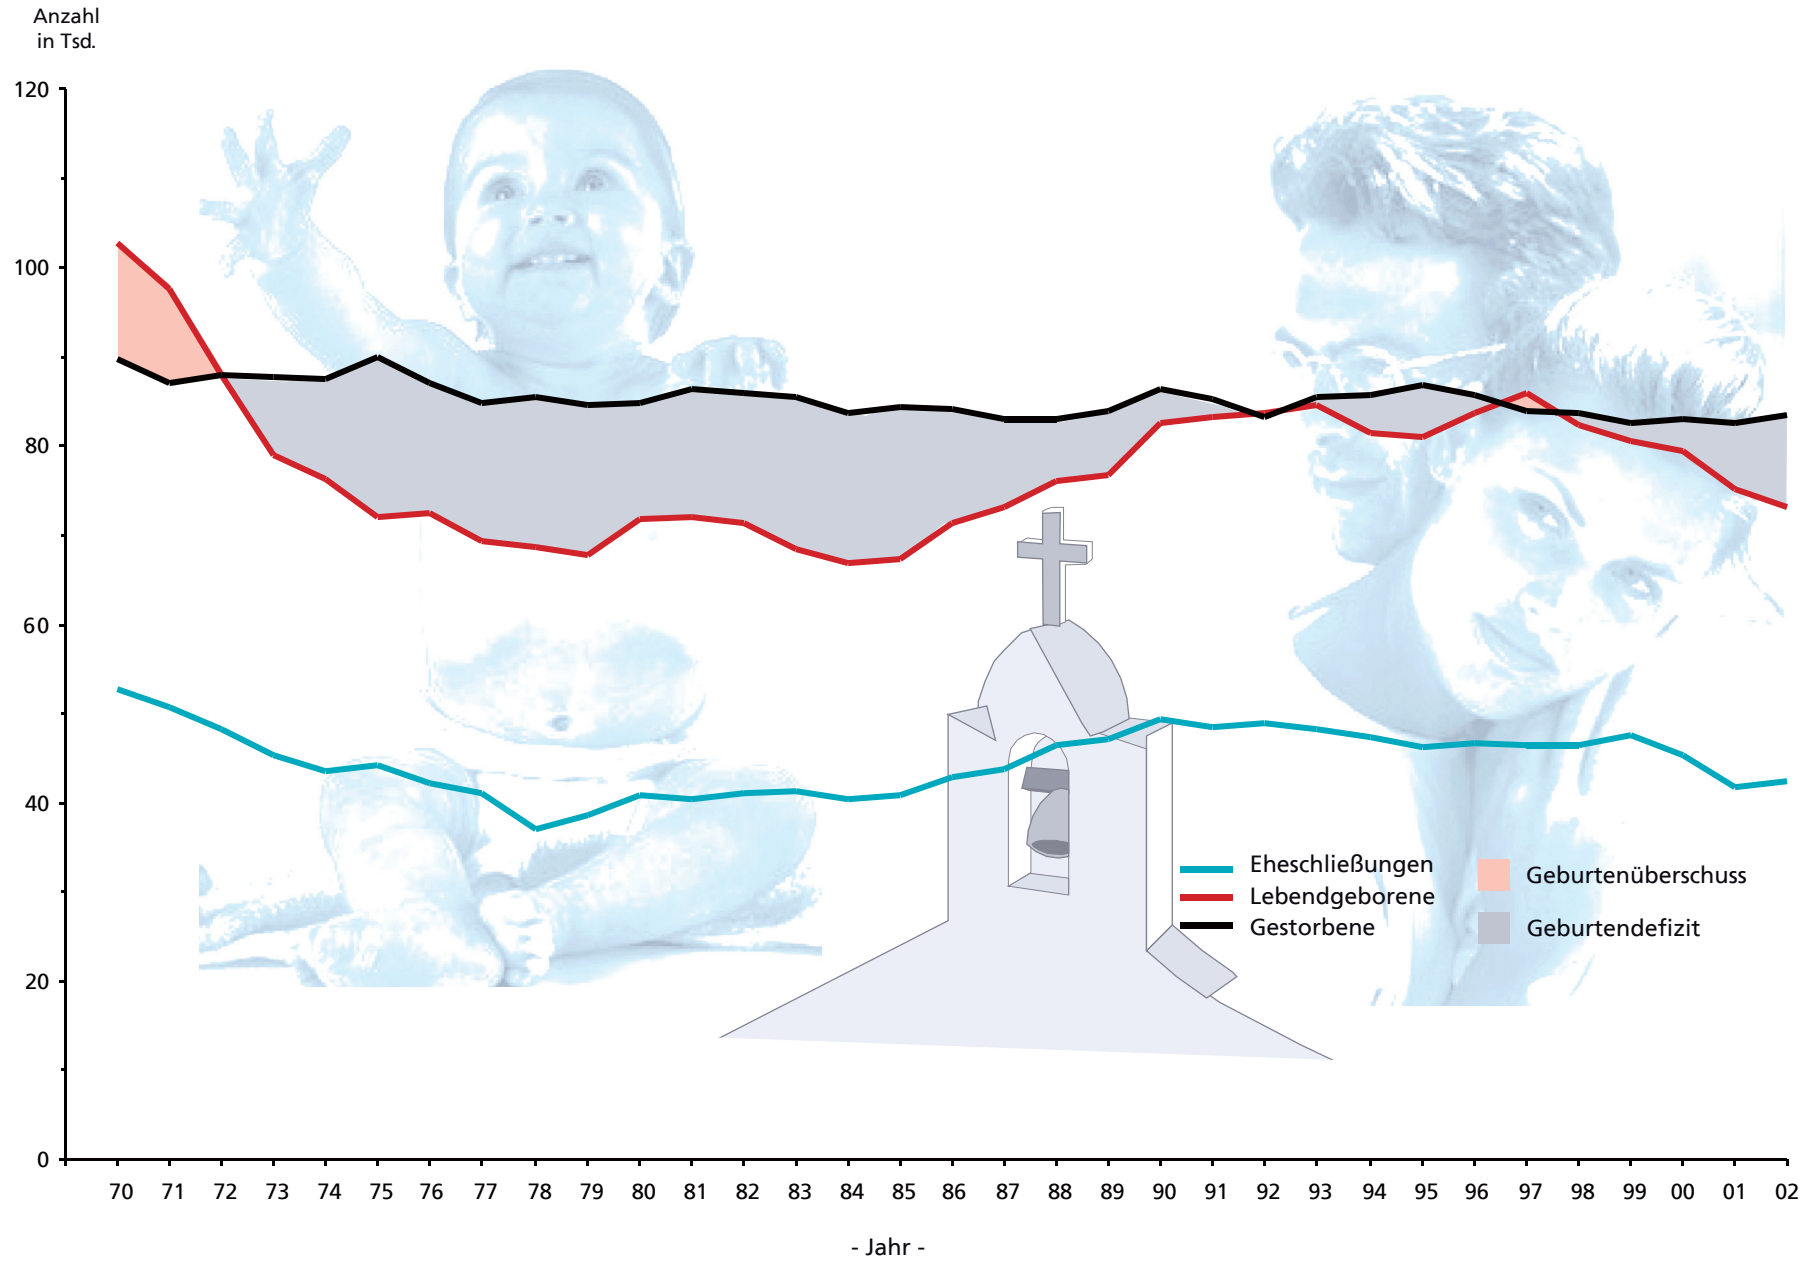 Anzahl
in Tsd.
120
100
80
60
40
20
0
Eheschließungen
Lebendgeborene
Gestorbene
Geburtenüberschuss
Geburtendefizit
70 71 72 73 74 75 76 77 78 79 80 81 82 83 84 85 86 87 88 89 90 91 92 93 94 95 96 97 98 99 00 01 02
- Jahr -